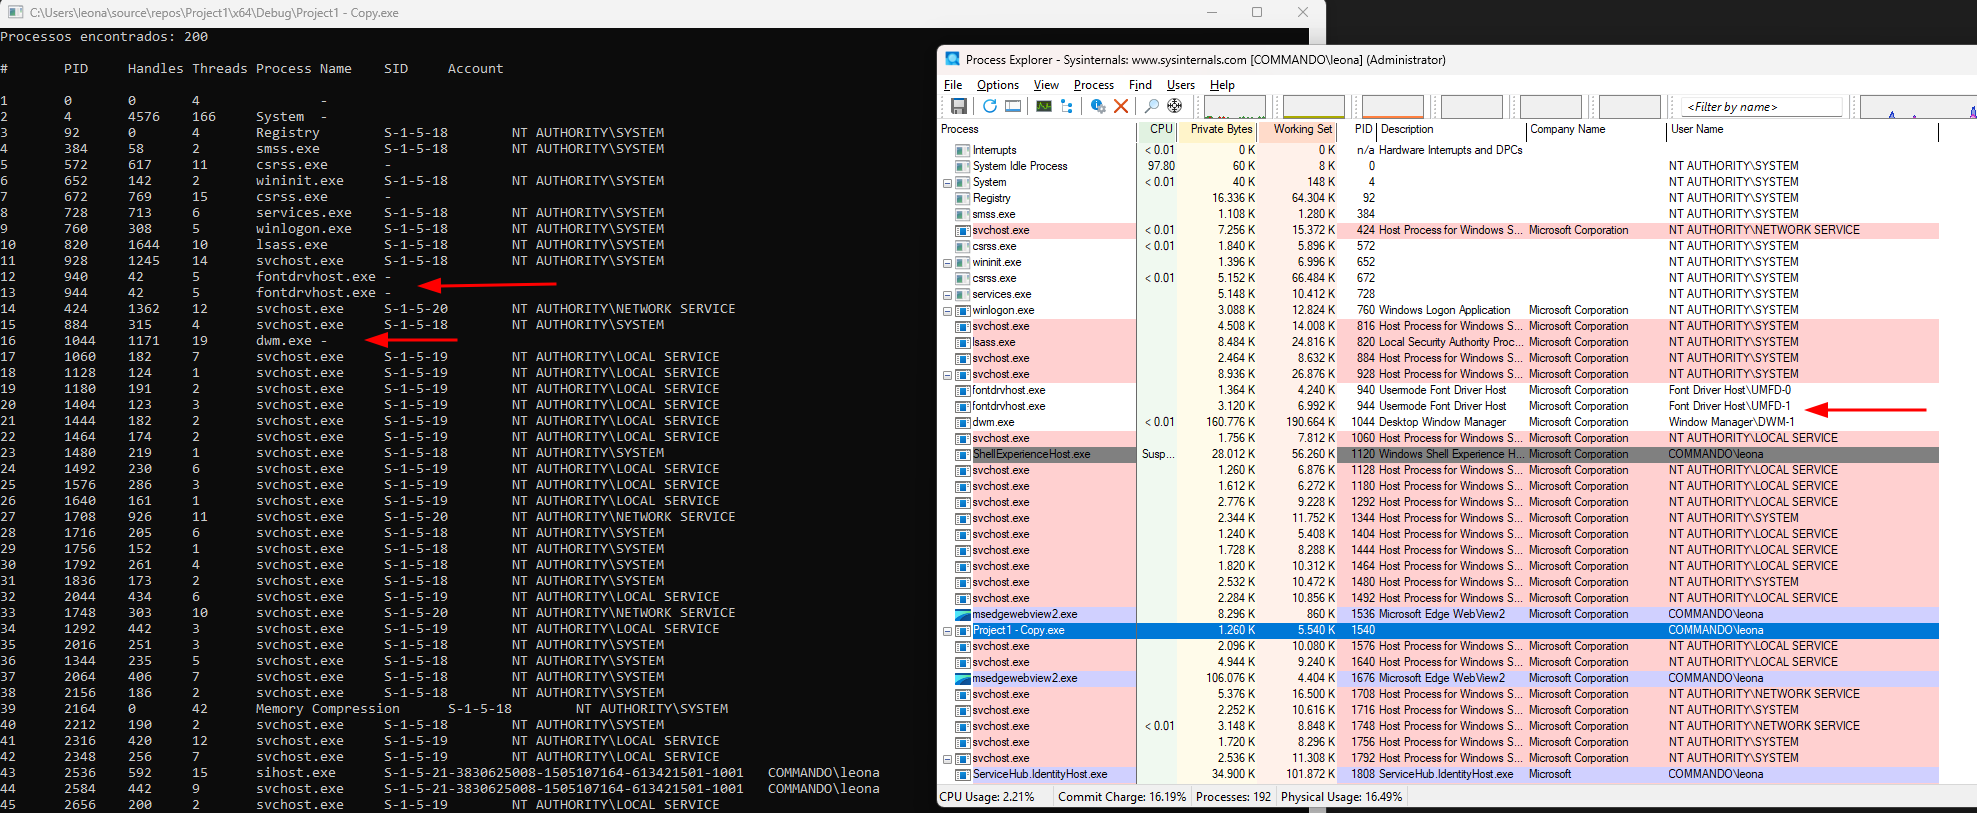 C:\Users\leona\source\repos\Project1\x64\Debug\Project1 - Copy.exe
Processos encontrados: 200
# PID Handles Threads Process Name SID Account
1 0 0 4 -
2 4 4576 166 System -
3 92 0 4 Registry S-1-5-18 NT AUTHORITY\SYSTEM
4 384 58 2 smss.exe S-1-5-18 NT AUTHORITY\SYSTEM
5 572 617 11 csrss.exe -
6 652 142 2 wininit.exe S-1-5-18 NT AUTHORITY\SYSTEM
7 672 769 15 csrss.exe -
8 728 713 6 services.exe S-1-5-18 NT AUTHORITY\SYSTEM
9 760 308 5 winlogon.exe S-1-5-18 NT AUTHORITY\SYSTEM
10 820 1644 10 lsass.exe S-1-5-18 NT AUTHORITY\SYSTEM
11 928 1245 14 svchost.exe S-1-5-18 NT AUTHORITY\SYSTEM
12 940 42 5 fontdrvhost.exe -
13 944 42 5 fontdrvhost.exe -
14 424 1362 12 svchost.exe S-1-5-20 NT AUTHORITY\NETWORK SERVICE
15 884 315 4 svchost.exe S-1-5-18 NT AUTHORITY\SYSTEM
16 1044 1171 19 dwm.exe -
17 1060 182 7 svchost.exe S-1-5-19 NT AUTHORITY\LOCAL SERVICE
18 1128 124 1 svchost.exe S-1-5-19 NT AUTHORITY\LOCAL SERVICE
19 1180 191 2 svchost.exe S-1-5-19 NT AUTHORITY\LOCAL SERVICE
20 1404 123 3 svchost.exe S-1-5-19 NT AUTHORITY\LOCAL SERVICE
21 1444 182 2 svchost.exe S-1-5-19 NT AUTHORITY\LOCAL SERVICE
22 1464 174 2 svchost.exe S-1-5-19 NT AUTHORITY\LOCAL SERVICE
23 1480 219 1 svchost.exe S-1-5-18 NT AUTHORITY\SYSTEM
24 1492 230 6 svchost.exe S-1-5-19 NT AUTHORITY\LOCAL SERVICE
25 1576 286 3 svchost.exe S-1-5-19 NT AUTHORITY\LOCAL SERVICE
26 1640 161 1 svchost.exe S-1-5-19 NT AUTHORITY\LOCAL SERVICE
27 1708 926 11 svchost.exe S-1-5-20 NT AUTHORITY\NETWORK SERVICE
28 1716 205 6 svchost.exe S-1-5-18 NT AUTHORITY\SYSTEM
29 1756 152 1 svchost.exe S-1-5-18 NT AUTHORITY\SYSTEM
30 1792 261 4 svchost.exe S-1-5-18 NT AUTHORITY\SYSTEM
31 1836 173 2 svchost.exe S-1-5-18 NT AUTHORITY\SYSTEM
32 2044 434 6 svchost.exe S-1-5-19 NT AUTHORITY\LOCAL SERVICE
33 1748 303 10 svchost.exe S-1-5-20 NT AUTHORITY\NETWORK SERVICE
34 1292 442 3 svchost.exe S-1-5-19 NT AUTHORITY\LOCAL SERVICE
35 2016 251 3 svchost.exe S-1-5-18 NT AUTHORITY\SYSTEM
36 1344 235 5 svchost.exe S-1-5-18 NT AUTHORITY\SYSTEM
37 2064 406 7 svchost.exe S-1-5-18 NT AUTHORITY\SYSTEM
38 2156 186 2 svchost.exe S-1-5-18 NT AUTHORITY\SYSTEM
39 2164 0 42 Memory Compression S-1-5-18 NT AUTHORITY\SYSTEM
40 2212 190 2 svchost.exe S-1-5-18 NT AUTHORITY\SYSTEM
41 2316 420 12 svchost.exe S-1-5-19 NT AUTHORITY\LOCAL SERVICE
42 2348 256 7 svchost.exe S-1-5-19 NT AUTHORITY\LOCAL SERVICE
43 2536 592 15 sihost.exe S-1-5-21-3830625008-1505107164-613421501-1001 COMMANDO\leona
44 2584 442 9 svchost.exe S-1-5-21-3830625008-1505107164-613421501-1001 COMMANDO\leona
45 2656 200 2 svchost.exe S-1-5-19 NT AUTHORITY\LOCAL SERVICE
Process Explorer - Sysinternals: www.sysinternals.com [COMMANDO\leona] (Administrator)
File Options View Process Find Users Help
<Filter by name>
Process CPU Private Bytes Working Set PID Description Company Name User Name
Interrupts < 0.01 0 K 0 K n/a Hardware Interrupts and DPCs
System Idle Process 97.80 60 K 8 K 0 NT AUTHORITY\SYSTEM
System < 0.01 40 K 148 K 4 NT AUTHORITY\SYSTEM
Registry 16.336 K 64.304 K 92 NT AUTHORITY\SYSTEM
smss.exe 1.108 K 1.280 K 384 NT AUTHORITY\SYSTEM
svchost.exe < 0.01 7.256 K 15.372 K 424 Host Process for Windows S... Microsoft Corporation NT AUTHORITY\NETWORK SERVICE
csrss.exe < 0.01 1.840 K 5.896 K 572 NT AUTHORITY\SYSTEM
wininit.exe 1.396 K 6.996 K 652 NT AUTHORITY\SYSTEM
csrss.exe < 0.01 5.152 K 66.484 K 672 NT AUTHORITY\SYSTEM
services.exe 5.148 K 10.412 K 728 NT AUTHORITY\SYSTEM
winlogon.exe 3.088 K 12.824 K 760 Windows Logon Application Microsoft Corporation NT AUTHORITY\SYSTEM
svchost.exe 4.508 K 14.008 K 816 Host Process for Windows S... Microsoft Corporation NT AUTHORITY\SYSTEM
lsass.exe 8.484 K 24.816 K 820 Local Security Authority Proc... Microsoft Corporation NT AUTHORITY\SYSTEM
svchost.exe 2.464 K 8.632 K 884 Host Process for Windows S... Microsoft Corporation NT AUTHORITY\SYSTEM
svchost.exe 8.936 K 26.876 K 928 Host Process for Windows S... Microsoft Corporation NT AUTHORITY\SYSTEM
fontdrvhost.exe 1.364 K 4.240 K 940 Usermode Font Driver Host Microsoft Corporation Font Driver Host\UMFD-0
fontdrvhost.exe 3.120 K 6.992 K 944 Usermode Font Driver Host Microsoft Corporation Font Driver Host\UMFD-1
dwm.exe < 0.01 160.776 K 190.664 K 1044 Desktop Window Manager Microsoft Corporation Window Manager\DWM-1
svchost.exe 1.756 K 7.812 K 1060 Host Process for Windows S... Microsoft Corporation NT AUTHORITY\LOCAL SERVICE
ShellExperienceHost.exe Susp... 28.012 K 56.260 K 1120 Windows Shell Experience H... Microsoft Corporation COMMANDO\leona
svchost.exe 1.260 K 6.876 K 1128 Host Process for Windows S... Microsoft Corporation NT AUTHORITY\LOCAL SERVICE
svchost.exe 1.612 K 6.272 K 1180 Host Process for Windows S... Microsoft Corporation NT AUTHORITY\LOCAL SERVICE
svchost.exe 2.776 K 9.228 K 1292 Host Process for Windows S... Microsoft Corporation NT AUTHORITY\LOCAL SERVICE
svchost.exe 2.344 K 11.752 K 1344 Host Process for Windows S... Microsoft Corporation NT AUTHORITY\SYSTEM
svchost.exe 1.240 K 5.408 K 1404 Host Process for Windows S... Microsoft Corporation NT AUTHORITY\LOCAL SERVICE
svchost.exe 1.728 K 8.288 K 1444 Host Process for Windows S... Microsoft Corporation NT AUTHORITY\LOCAL SERVICE
svchost.exe 1.820 K 10.312 K 1464 Host Process for Windows S... Microsoft Corporation NT AUTHORITY\LOCAL SERVICE
svchost.exe 2.532 K 10.472 K 1480 Host Process for Windows S... Microsoft Corporation NT AUTHORITY\SYSTEM
svchost.exe 2.284 K 10.856 K 1492 Host Process for Windows S... Microsoft Corporation NT AUTHORITY\LOCAL SERVICE
msedgewebview2.exe 8.296 K 860 K 1536 Microsoft Edge WebView2 Microsoft Corporation COMMANDO\leona
Project1 - Copy.exe 1.260 K 5.540 K 1540 COMMANDO\leona
svchost.exe 2.096 K 10.080 K 1576 Host Process for Windows S... Microsoft Corporation NT AUTHORITY\LOCAL SERVICE
svchost.exe 4.944 K 9.240 K 1640 Host Process for Windows S... Microsoft Corporation NT AUTHORITY\LOCAL SERVICE
msedgewebview2.exe 106.076 K 4.404 K 1676 Microsoft Edge WebView2 Microsoft Corporation COMMANDO\leona
svchost.exe 5.376 K 16.500 K 1708 Host Process for Windows S... Microsoft Corporation NT AUTHORITY\NETWORK SERVICE
svchost.exe 2.252 K 10.616 K 1716 Host Process for Windows S... Microsoft Corporation NT AUTHORITY\SYSTEM
svchost.exe < 0.01 3.148 K 8.848 K 1748 Host Process for Windows S... Microsoft Corporation NT AUTHORITY\NETWORK SERVICE
svchost.exe 1.720 K 8.296 K 1756 Host Process for Windows S... Microsoft Corporation NT AUTHORITY\SYSTEM
svchost.exe 2.536 K 11.308 K 1792 Host Process for Windows S... Microsoft Corporation NT AUTHORITY\SYSTEM
ServiceHub.IdentityHost.exe 34.900 K 101.872 K 1808 ServiceHub.IdentityHost.exe Microsoft COMMANDO\leona
CPU Usage: 2.21% Commit Charge: 16.19% Processes: 192 Physical Usage: 16.49%